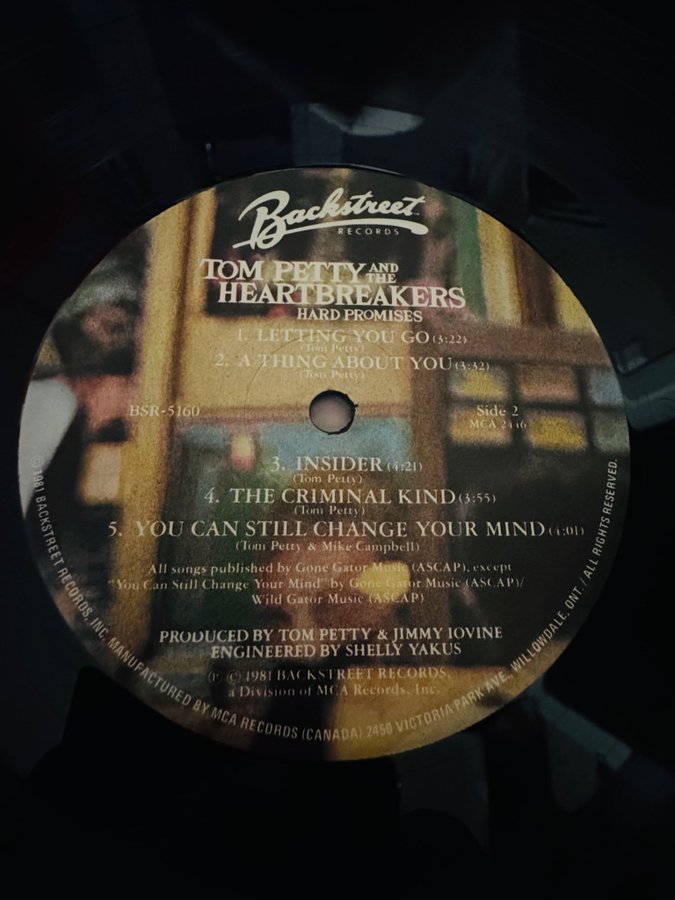 Backstreet
RECORDS
TOM PETTY AND THE
HEARTBREAKERS
HARD PROMISES
1. LETTING YOU GO (3:22)
(Tom Petty)
2. A THING ABOUT YOU (3:32)
(Tom Petty)
BSR-5160
Side 2
MCA 2446
3. INSIDER (4:21)
(Tom Petty)
4. THE CRIMINAL KIND (3:55)
(Tom Petty)
5. YOU CAN STILL CHANGE YOUR MIND (4:01)
(Tom Petty & Mike Campbell)
All songs published by Gone Gator Music (ASCAP), except
"You Can Still Change Your Mind" by Gone Gator Music (ASCAP)/
Wild Gator Music (ASCAP)
PRODUCED BY TOM PETTY & JIMMY IOVINE
ENGINEERED BY SHELLY YAKUS
℗ © 1981 BACKSTREET RECORDS,
a Division of MCA Records, Inc.
©1981 BACKSTREET RECORDS, INC. MANUFACTURED BY MCA RECORDS (CANADA) 2450 VICTORIA PARK AVE., WILLOWDALE, ONT. / ALL RIGHTS RESERVED.